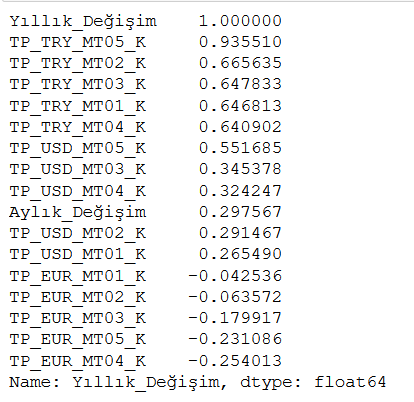 Yıllık_Değişim    1.000000
TP_TRY_MT05_K     0.935510
TP_TRY_MT02_K     0.665635
TP_TRY_MT03_K     0.647833
TP_TRY_MT01_K     0.646813
TP_TRY_MT04_K     0.640902
TP_USD_MT05_K     0.551685
TP_USD_MT03_K     0.345378
TP_USD_MT04_K     0.324247
Aylık_Değişim     0.297567
TP_USD_MT02_K     0.291467
TP_USD_MT01_K     0.265490
TP_EUR_MT01_K    -0.042536
TP_EUR_MT02_K    -0.063572
TP_EUR_MT03_K    -0.179917
TP_EUR_MT05_K    -0.231086
TP_EUR_MT04_K    -0.254013
Name: Yıllık_Değişim, dtype: float64